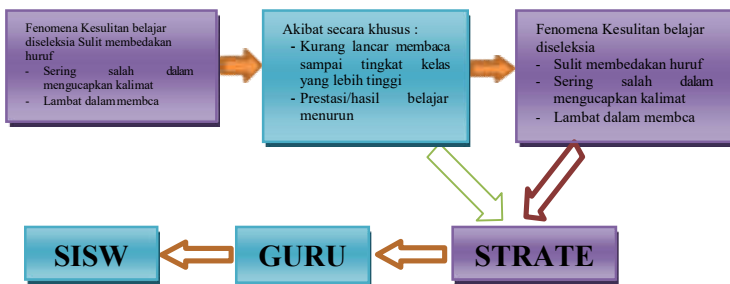 Fenomena Kesulitan belajar
diseleksia Sulit membedakan
huruf
- Sering salah dalam
mengucapkan kalimat
- Lambat dalam membca
Akibat secara khusus :
- Kurang lancar membaca
sampai tingkat kelas
yang lebih tinggi
- Prestasi/hasil belajar
menurun
Fenomena Kesulitan belajar
diseleksia
- Sulit membedakan huruf
- Sering salah dalam
mengucapkan kalimat
- Lambat dalam membca
SISW
GURU
STRATE